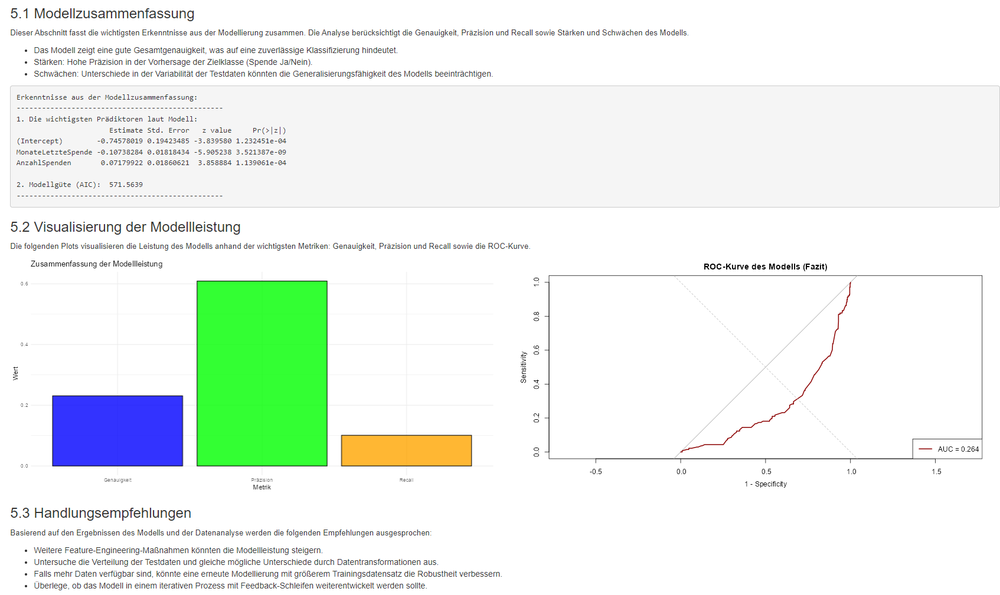 5.1 Modellzusammenfassung
Dieser Abschnitt fasst die wichtigsten Erkenntnisse aus der Modellierung zusammen. Die Analyse berücksichtigt die Genauigkeit, Präzision und Recall sowie Stärken und Schwächen des Modells.
• Das Modell zeigt eine gute Gesamtgenauigkeit, was auf eine zuverlässige Klassifizierung hindeutet.
• Stärken: Hohe Präzision in der Vorhersage der Zielklasse (Spende Ja/Nein).
• Schwächen: Unterschiede in der Variabilität der Testdaten könnten die Generalisierungsfähigkeit des Modells beeinträchtigen.
Erkenntnisse aus der Modellzusammenfassung:
-------------------------------------------------
1. Die wichtigsten Prädiktoren laut Modell:
Estimate Std. Error z value Pr(>|z|)
(Intercept) -0.74578019 0.19423485 -3.839580 1.232451e-04
MonateLetzteSpende -0.10738284 0.01818434 -5.905238 3.521387e-09
AnzahlSpenden 0.07179922 0.01860621 3.858884 1.139061e-04
2. Modellgüte (AIC): 571.5639
-------------------------------------------------
5.2 Visualisierung der Modellleistung
Die folgenden Plots visualisieren die Leistung des Modells anhand der wichtigsten Metriken: Genauigkeit, Präzision und Recall sowie die ROC-Kurve.
Zusammenfassung der Modellleistung
0.6
0.4
0.2
0.0
Wert
Genauigkeit Präzision Recall
Metrik
ROC-Kurve des Modells (Fazit)
1.0
0.8
0.6
0.4
0.2
0.0
Sensitivity
AUC = 0.264
-0.5 0.0 0.5 1.0 1.5
1 - Specificity
5.3 Handlungsempfehlungen
Basierend auf den Ergebnissen des Modells und der Datenanalyse werden die folgenden Empfehlungen ausgesprochen:
• Weitere Feature-Engineering-Maßnahmen könnten die Modellleistung steigern.
• Untersuche die Verteilung der Testdaten und gleiche mögliche Unterschiede durch Datentransformationen aus.
• Falls mehr Daten verfügbar sind, könnte eine erneute Modellierung mit größerem Trainingsdatensatz die Robustheit verbessern.
• Überlege, ob das Modell in einem iterativen Prozess mit Feedback-Schleifen weiterentwickelt werden sollte.